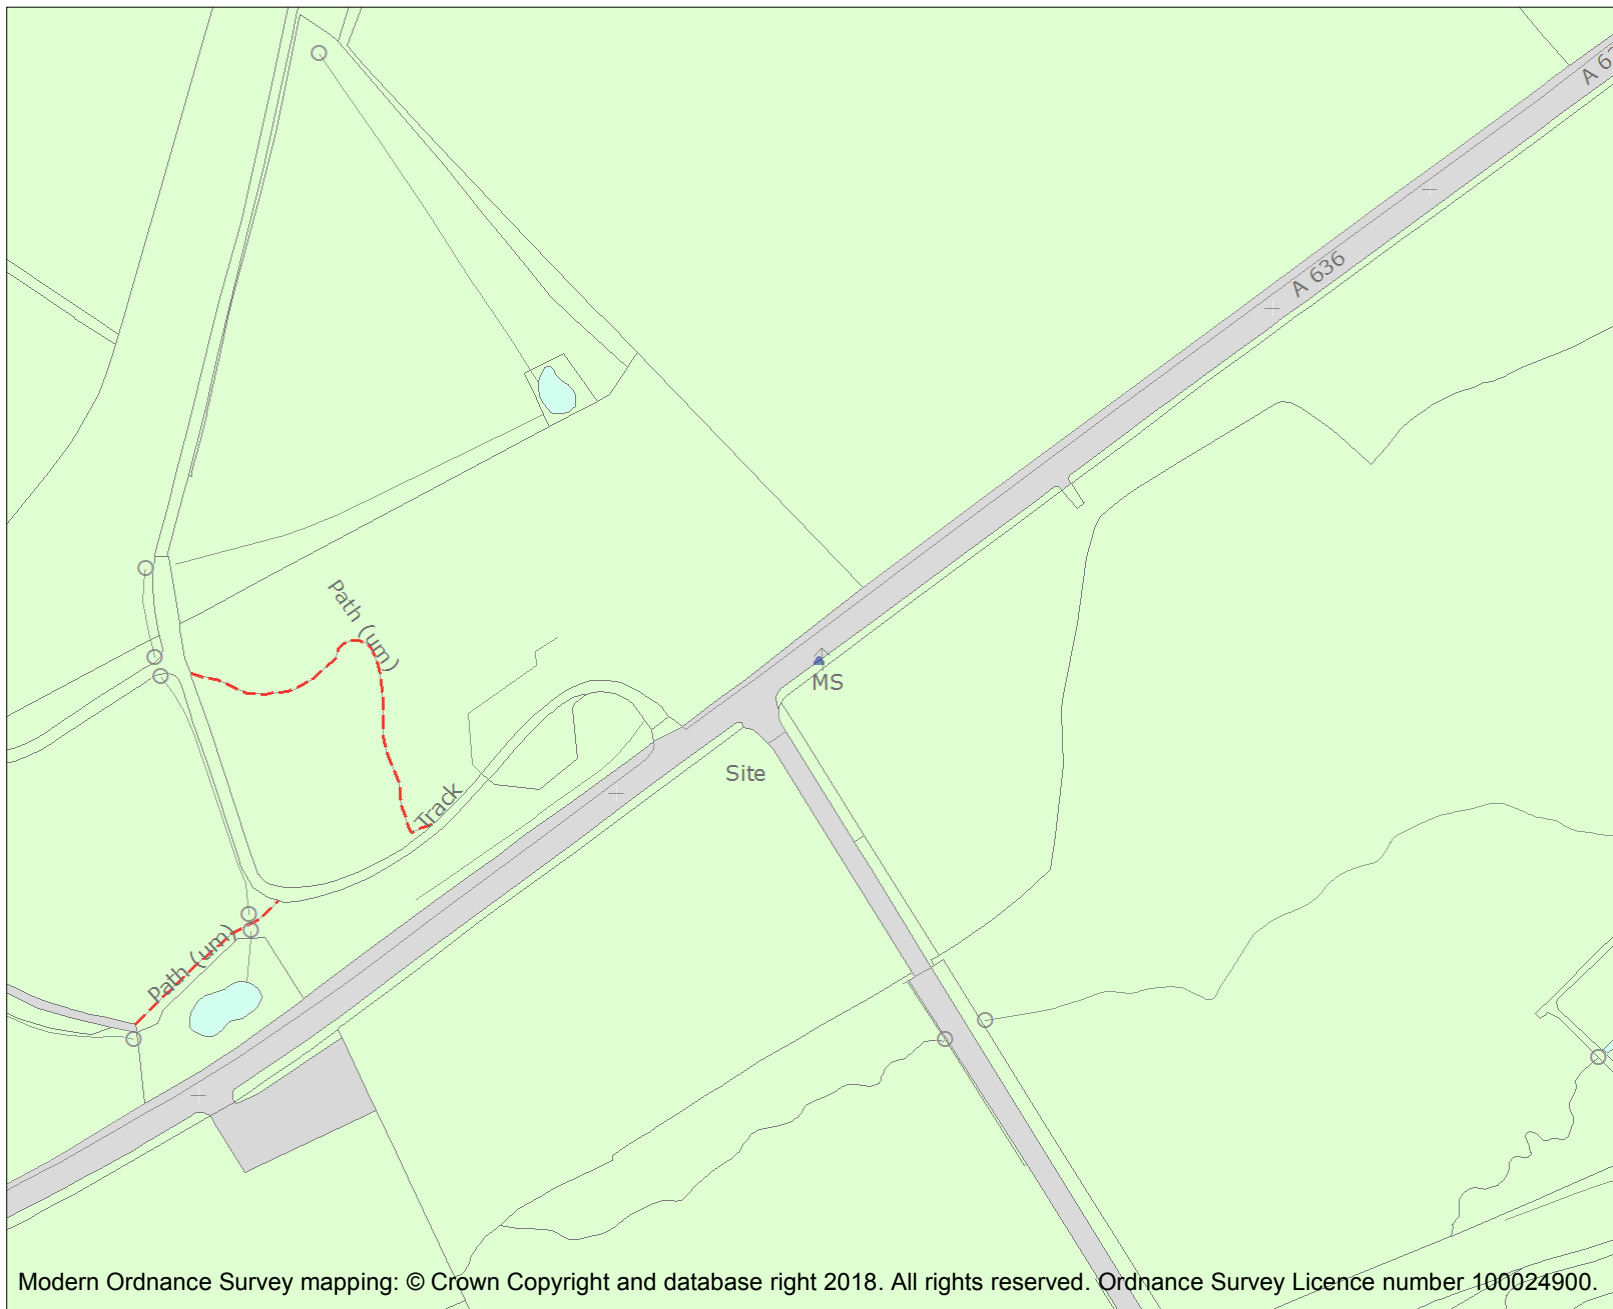 A 63
A 636
Path (um)
MS
Site
Track
Path (um)
Modern Ordnance Survey mapping: © Crown Copyright and database right 2018. All rights reserved. Ordnance Survey Licence number 100024900.